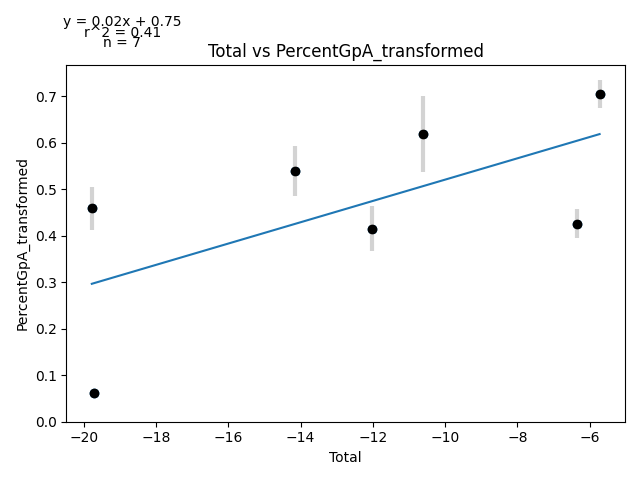 y = 0.02x + 0.75
r^2 = 0.41
n = 7
Total vs PercentGpA_transformed
PercentGpA_transformed
0.7
0.6
0.5
0.4
0.3
0.2
0.1
0.0
−20
−18
−16
−14
−12
−10
−8
−6
Total